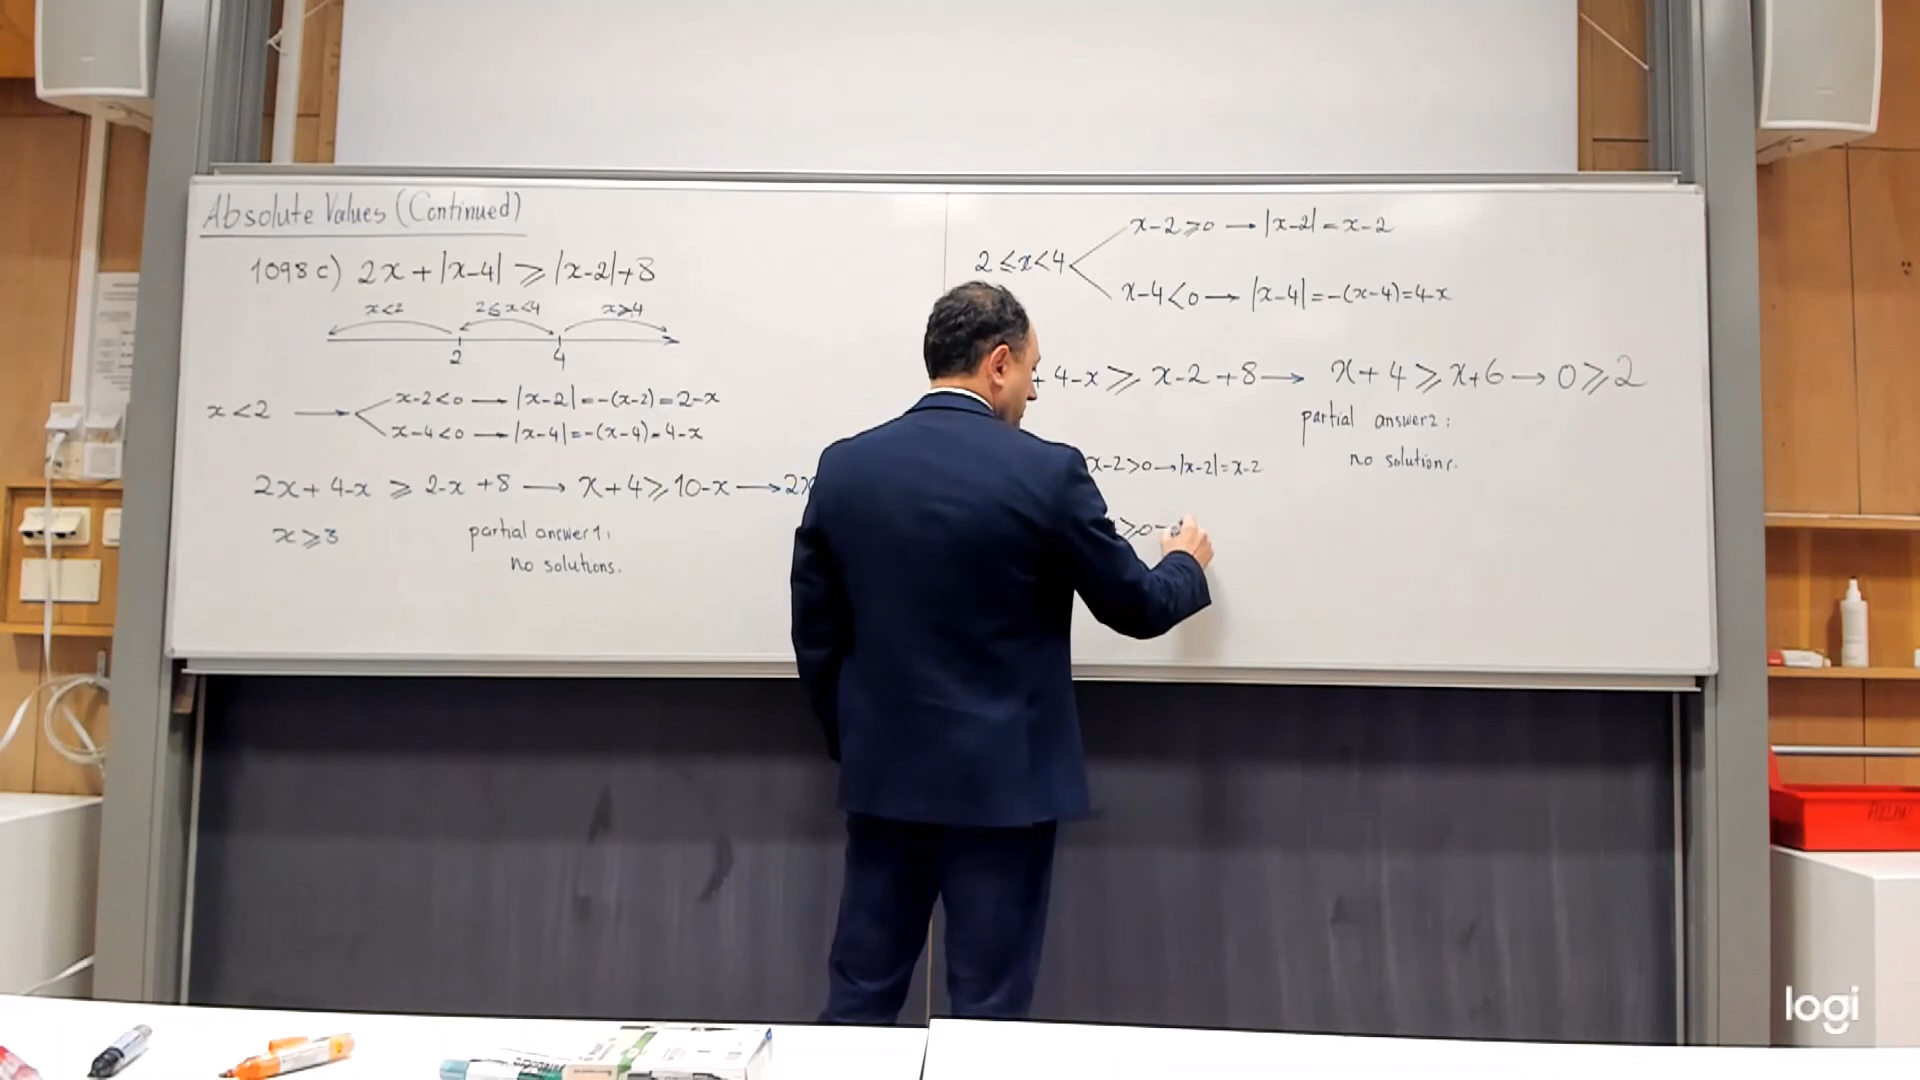 Absolute Values (Continued)
1098 c) 2x + |x-4| ⩾ |x-2|+8
x<2 2≤x<4 x⩾4
2 4
x<2 → x-2<0 → |x-2| = -(x-2) = 2-x
x-4<0 → |x-4| = -(x-4) = 4-x
2x + 4-x ⩾ 2-x +8 → x+4 ⩾ 10-x → 2x
x ⩾ 3
partial answer 1:
no solutions.
2 ≤ x < 4
x-2 ⩾ 0 → |x-2| = x-2
x-4 < 0 → |x-4| = -(x-4) = 4-x
+ 4-x ⩾ x-2 +8 → x+4 ⩾ x+6 → 0 ⩾ 2
partial answer 2:
no solutions.
x-2 > 0 → |x-2| = x-2
⩾ 0
logi